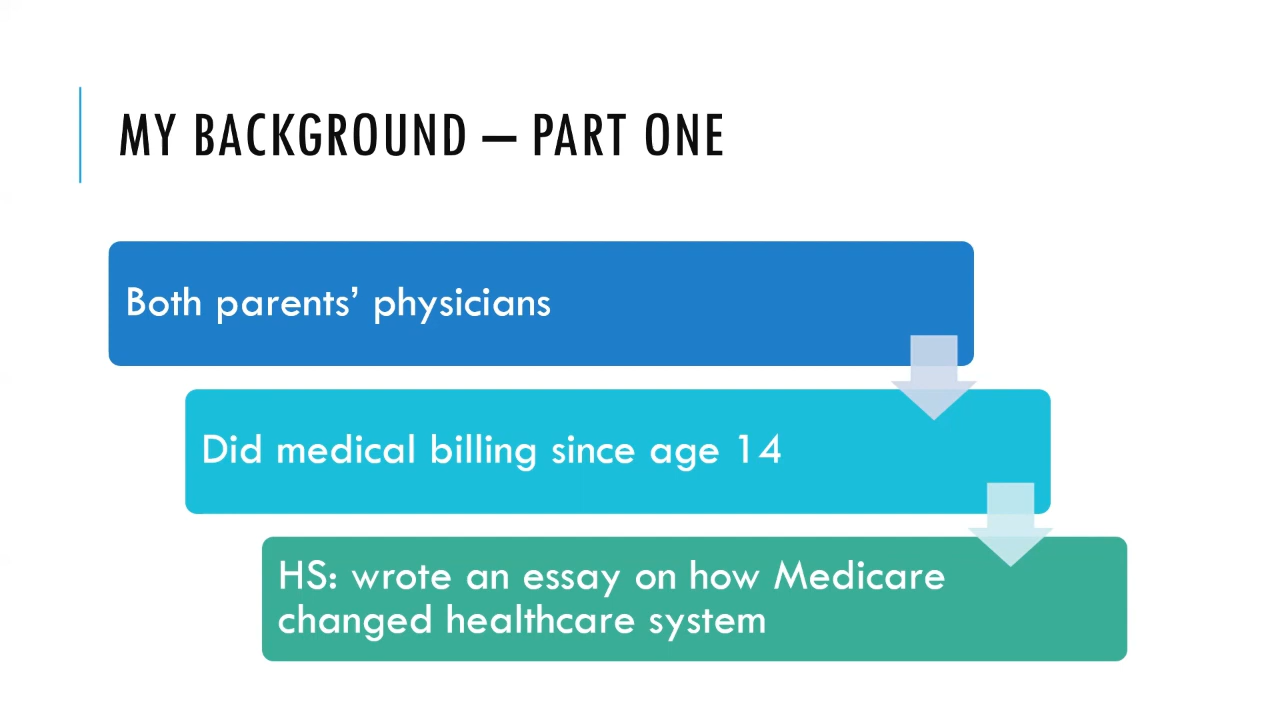 MY BACKGROUND – PART ONE
Both parents’ physicians
Did medical billing since age 14
HS: wrote an essay on how Medicare
changed healthcare system